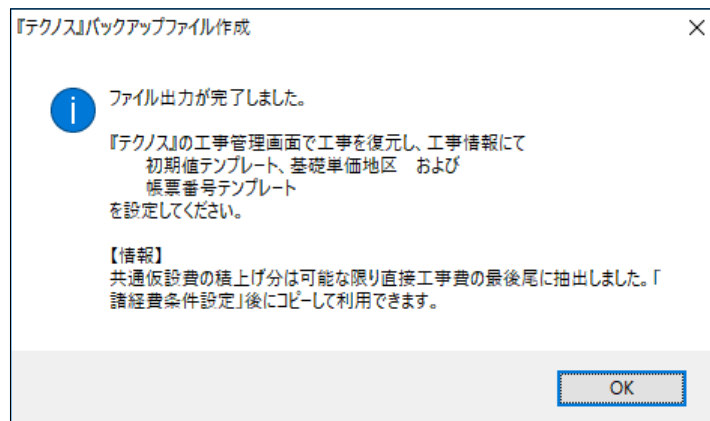 『テクノス』バックアップファイル作成
ファイル出力が完了しました。
『テクノス』の工事管理画面で工事を復元し、工事情報にて
初期値テンプレート、基礎単価地区　および
帳票番号テンプレート
を設定してください。
【情報】
共通仮設費の積上げ分は可能な限り直接工事費の最後尾に抽出しました。「
諸経費条件設定」後にコピーして利用できます。
OK